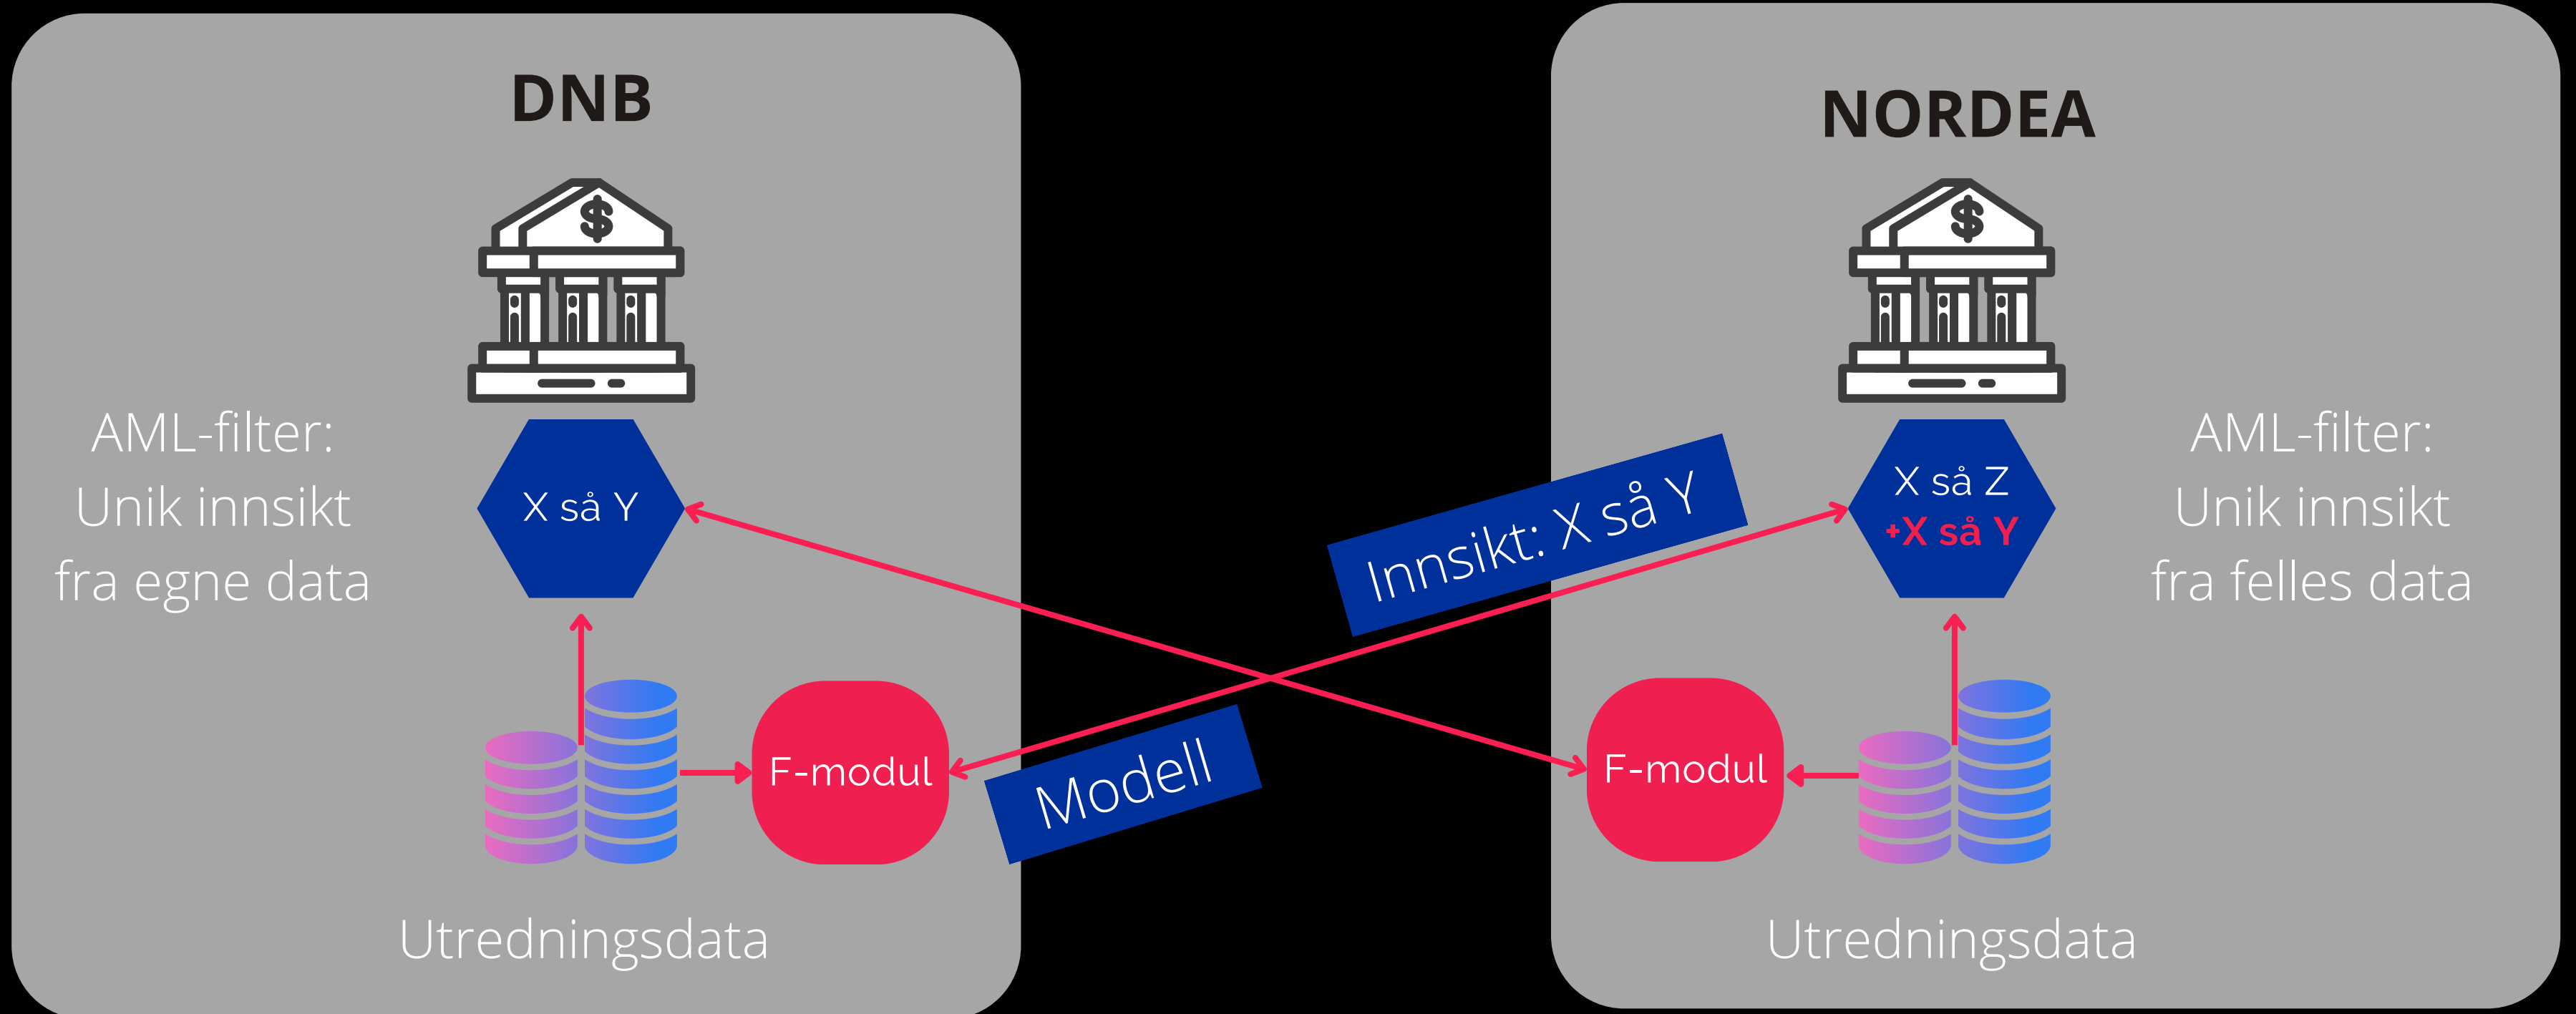 DNB
AML-filter:
Unik innsikt
fra egne data
$
X så Y
F-modul
Utredningsdata
Modell
Innsikt: X så Y
NORDEA
$
X så Z
+X så Y
AML-filter:
Unik innsikt
fra felles data
F-modul
Utredningsdata